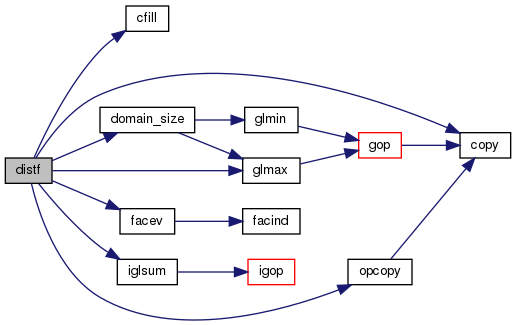 cfill
domain_size
glmin
gop
copy
distf
glmax
facev
facind
iglsum
igop
opcopy